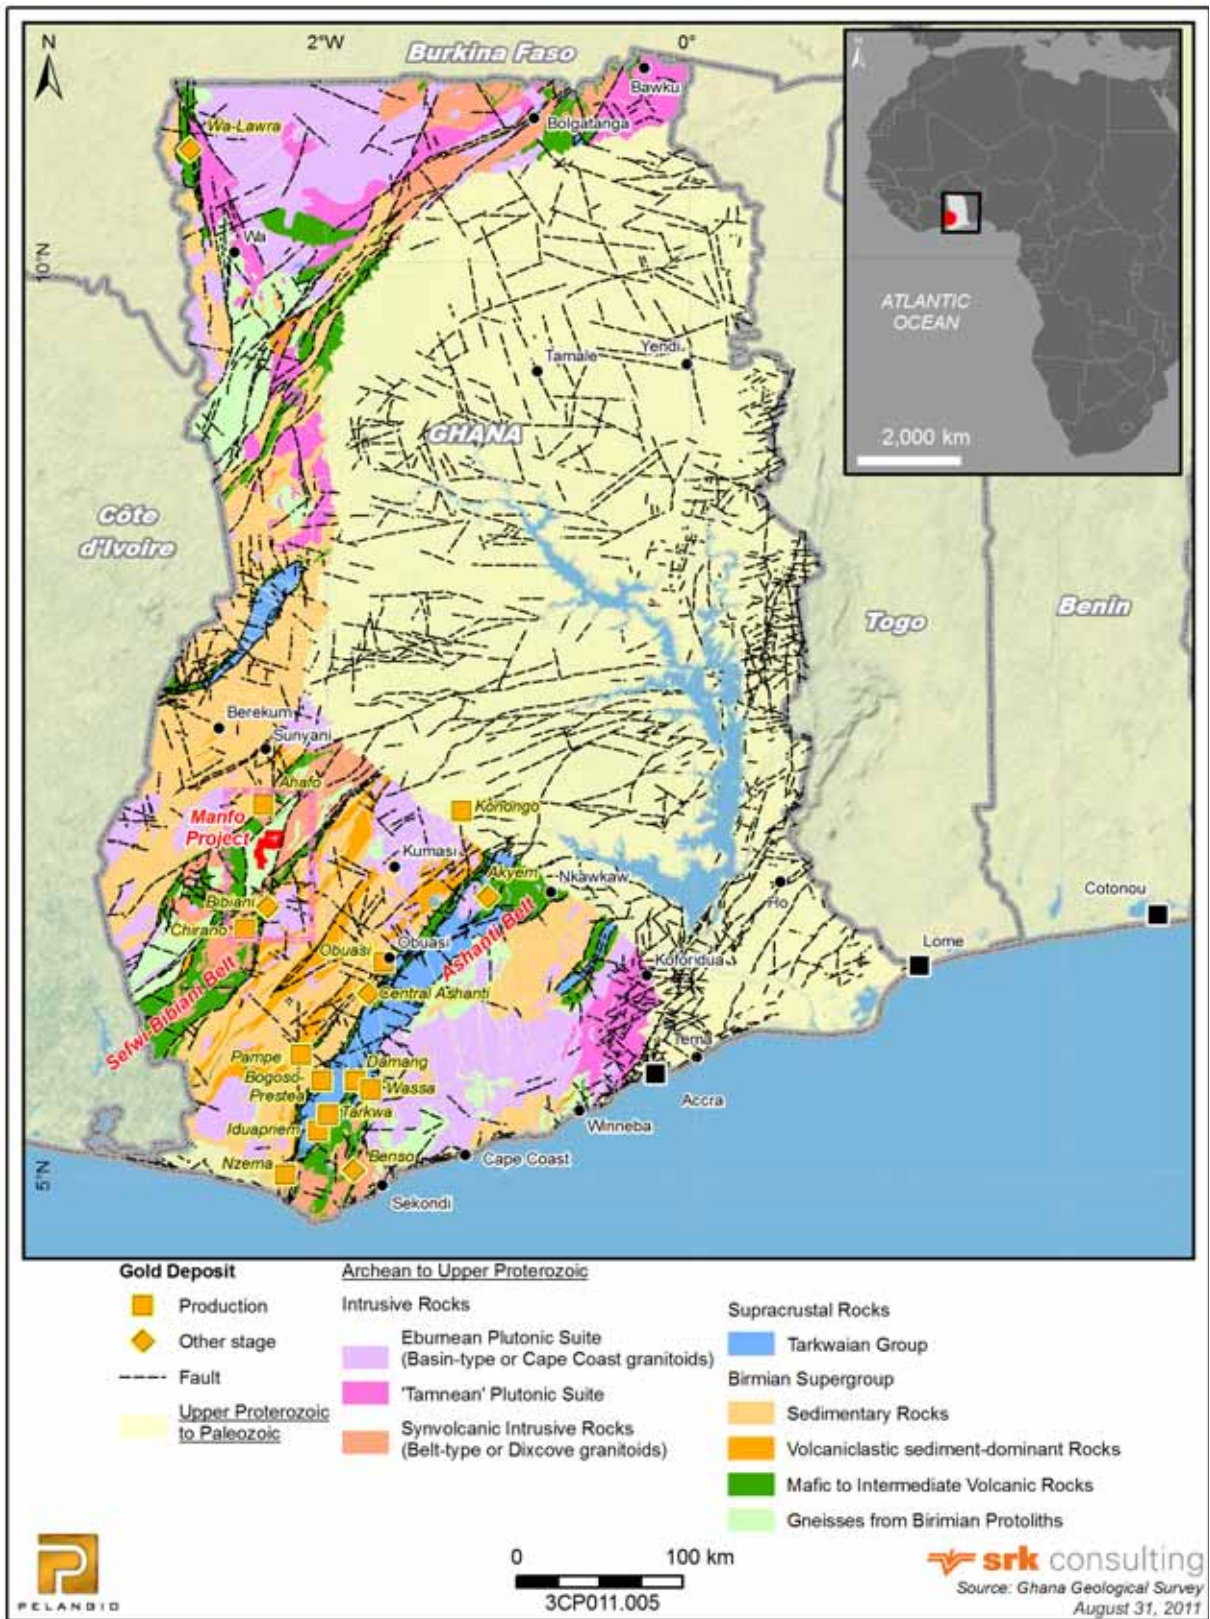 N
2°W
0°
Burkina Faso
Bawku
Wa-Lawra
Bolgatanga
Wa
10°N
ATLANTIC
OCEAN
2,000 km
Tamale
Yendi
GHANA
Côte
d'Ivoire
Togo
Benin
Berekum
Sunyani
Ahafo
Konongo
Manfo
Project
Kumasi
Akyem
Nkawkaw
Bibiani
Ho
Cotonou
Chirano
Obuasi
Obuasi
Ashanti Belt
Koforidua
Lome
Sefwi-Bibiani Belt
Central Ashanti
Pampe
Damang
Tema
Bogoso-
Prestea
Wassa
Accra
Tarkwa
Iduapriem
Winneba
Nzema
Benso
Cape Coast
5°N
Sekondi
Gold Deposit
Production
Other stage
Fault
Upper Proterozoic
to Paleozoic
Archean to Upper Proterozoic
Intrusive Rocks
Eburnean Plutonic Suite
(Basin-type or Cape Coast granitoids)
'Tamnean' Plutonic Suite
Synvolcanic Intrusive Rocks
(Belt-type or Dixcove granitoids)
Supracrustal Rocks
Tarkwaian Group
Birmian Supergroup
Sedimentary Rocks
Volcaniclastic sediment-dominant Rocks
Mafic to Intermediate Volcanic Rocks
Gneisses from Birimian Protoliths
PELANGIO
0 100 km
3CP011.005
srk consulting
Source: Ghana Geological Survey
August 31, 2011